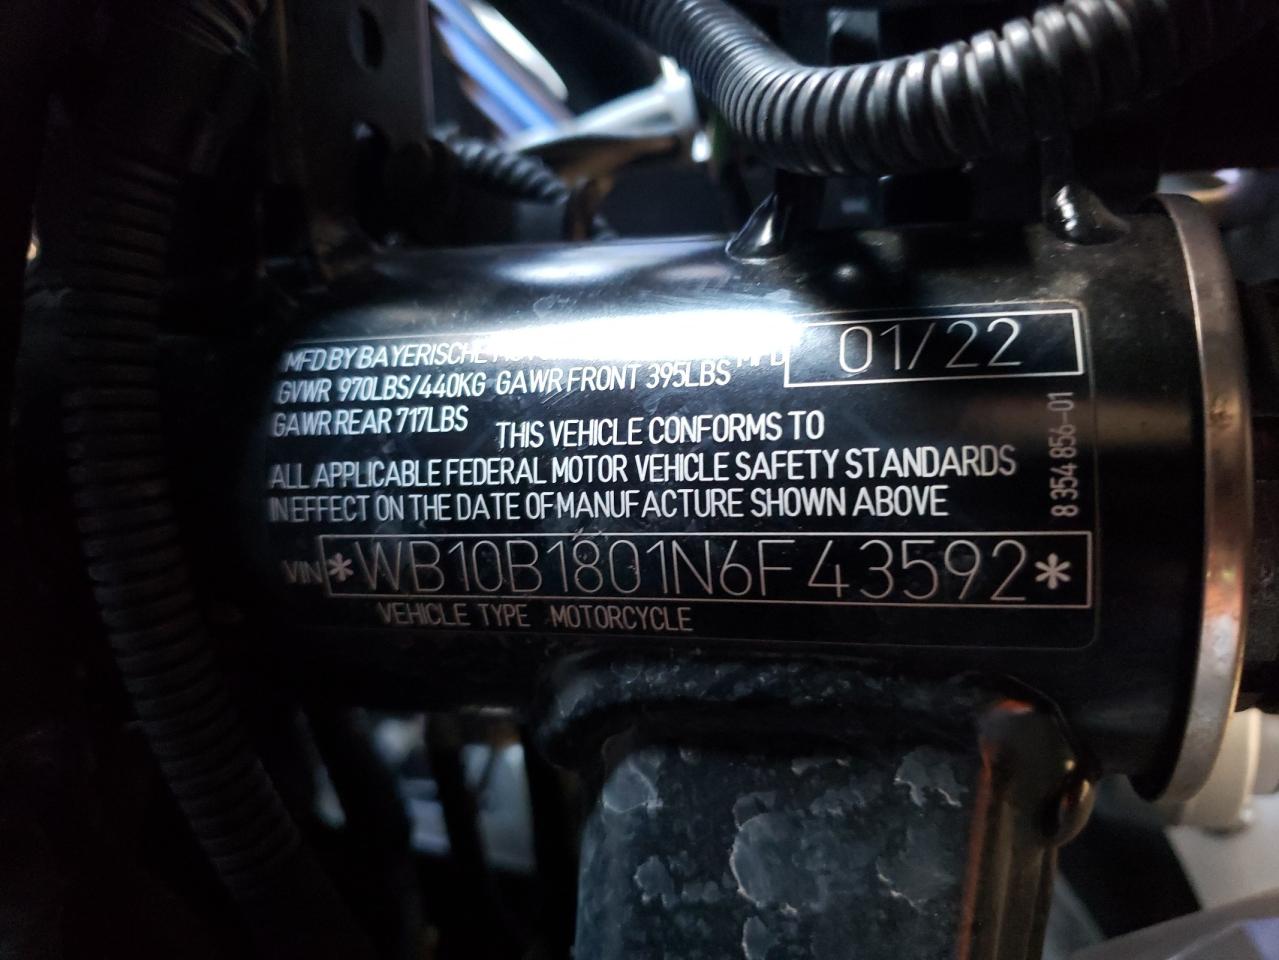 MFD BY BAYERISCHE MFD 01/22
GVWR 970LBS/440KG GAWR FRONT 395LBS
GAWR REAR 717LBS
THIS VEHICLE CONFORMS TO
ALL APPLICABLE FEDERAL MOTOR VEHICLE SAFETY STANDARDS
IN EFFECT ON THE DATE OF MANUFACTURE SHOWN ABOVE
VIN *WB10B1801N6F43592*
VEHICLE TYPE MOTORCYCLE
8 354 856-01